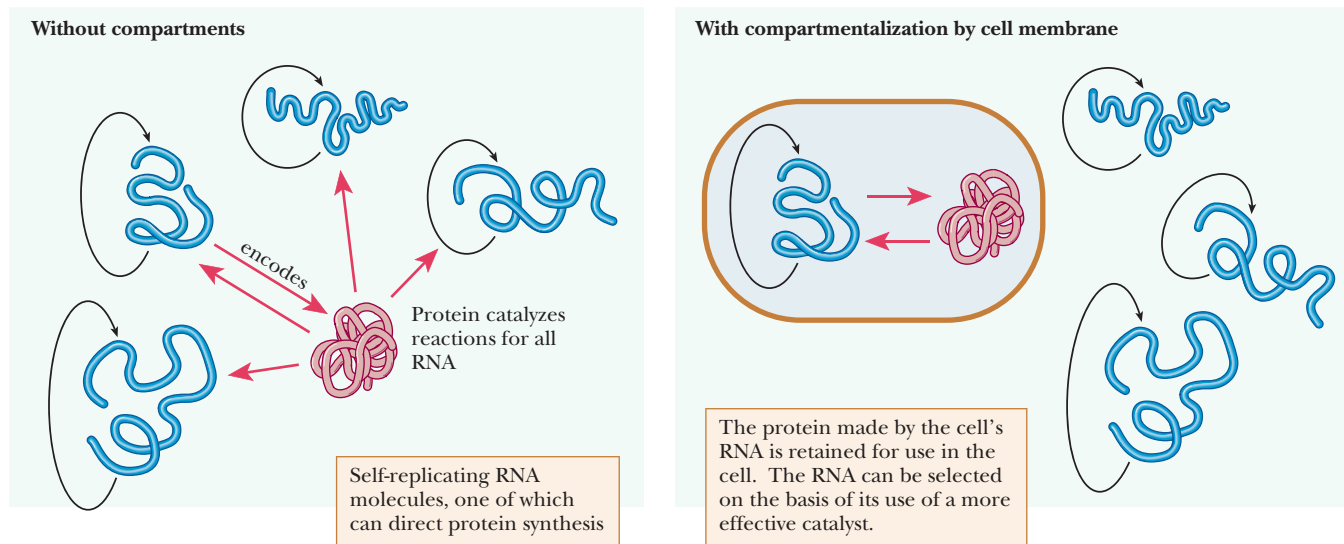 Without compartments
encodes
Protein catalyzes
reactions for all
RNA
Self-replicating RNA
molecules, one of which
can direct protein synthesis
With compartmentalization by cell membrane
The protein made by the cell’s
RNA is retained for use in the
cell.  The RNA can be selected
on the basis of its use of a more
effective catalyst.